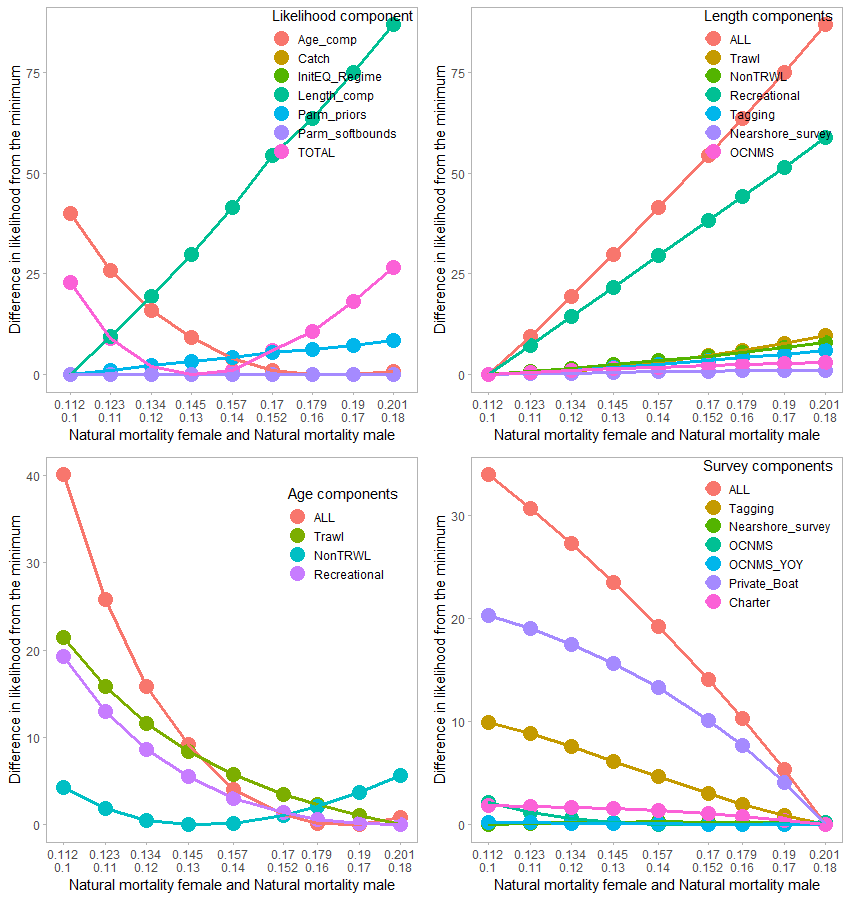 Likelihood component
Age_comp
Catch
InitEQ_Regime
Length_comp
Parm_priors
Parm_softbounds
TOTAL
Difference in likelihood from the minimum
75
50
25
0
0.112 0.123 0.134 0.145 0.157 0.17 0.179 0.19 0.201
0.1 0.11 0.12 0.13 0.14 0.152 0.16 0.17 0.18
Natural mortality female and Natural mortality male
Length components
ALL
Trawl
NonTRWL
Recreational
Tagging
Nearshore_survey
OCNMS
Difference in likelihood from the minimum
75
50
25
0
0.112 0.123 0.134 0.145 0.157 0.17 0.179 0.19 0.201
0.1 0.11 0.12 0.13 0.14 0.152 0.16 0.17 0.18
Natural mortality female and Natural mortality male
Age components
ALL
Trawl
NonTRWL
Recreational
Difference in likelihood from the minimum
40
30
20
10
0
0.112 0.123 0.134 0.145 0.157 0.17 0.179 0.19 0.201
0.1 0.11 0.12 0.13 0.14 0.152 0.16 0.17 0.18
Natural mortality female and Natural mortality male
Survey components
ALL
Tagging
Nearshore_survey
OCNMS
OCNMS_YOY
Private_Boat
Charter
Difference in likelihood from the minimum
30
20
10
0
0.112 0.123 0.134 0.145 0.157 0.17 0.179 0.19 0.201
0.1 0.11 0.12 0.13 0.14 0.152 0.16 0.17 0.18
Natural mortality female and Natural mortality male